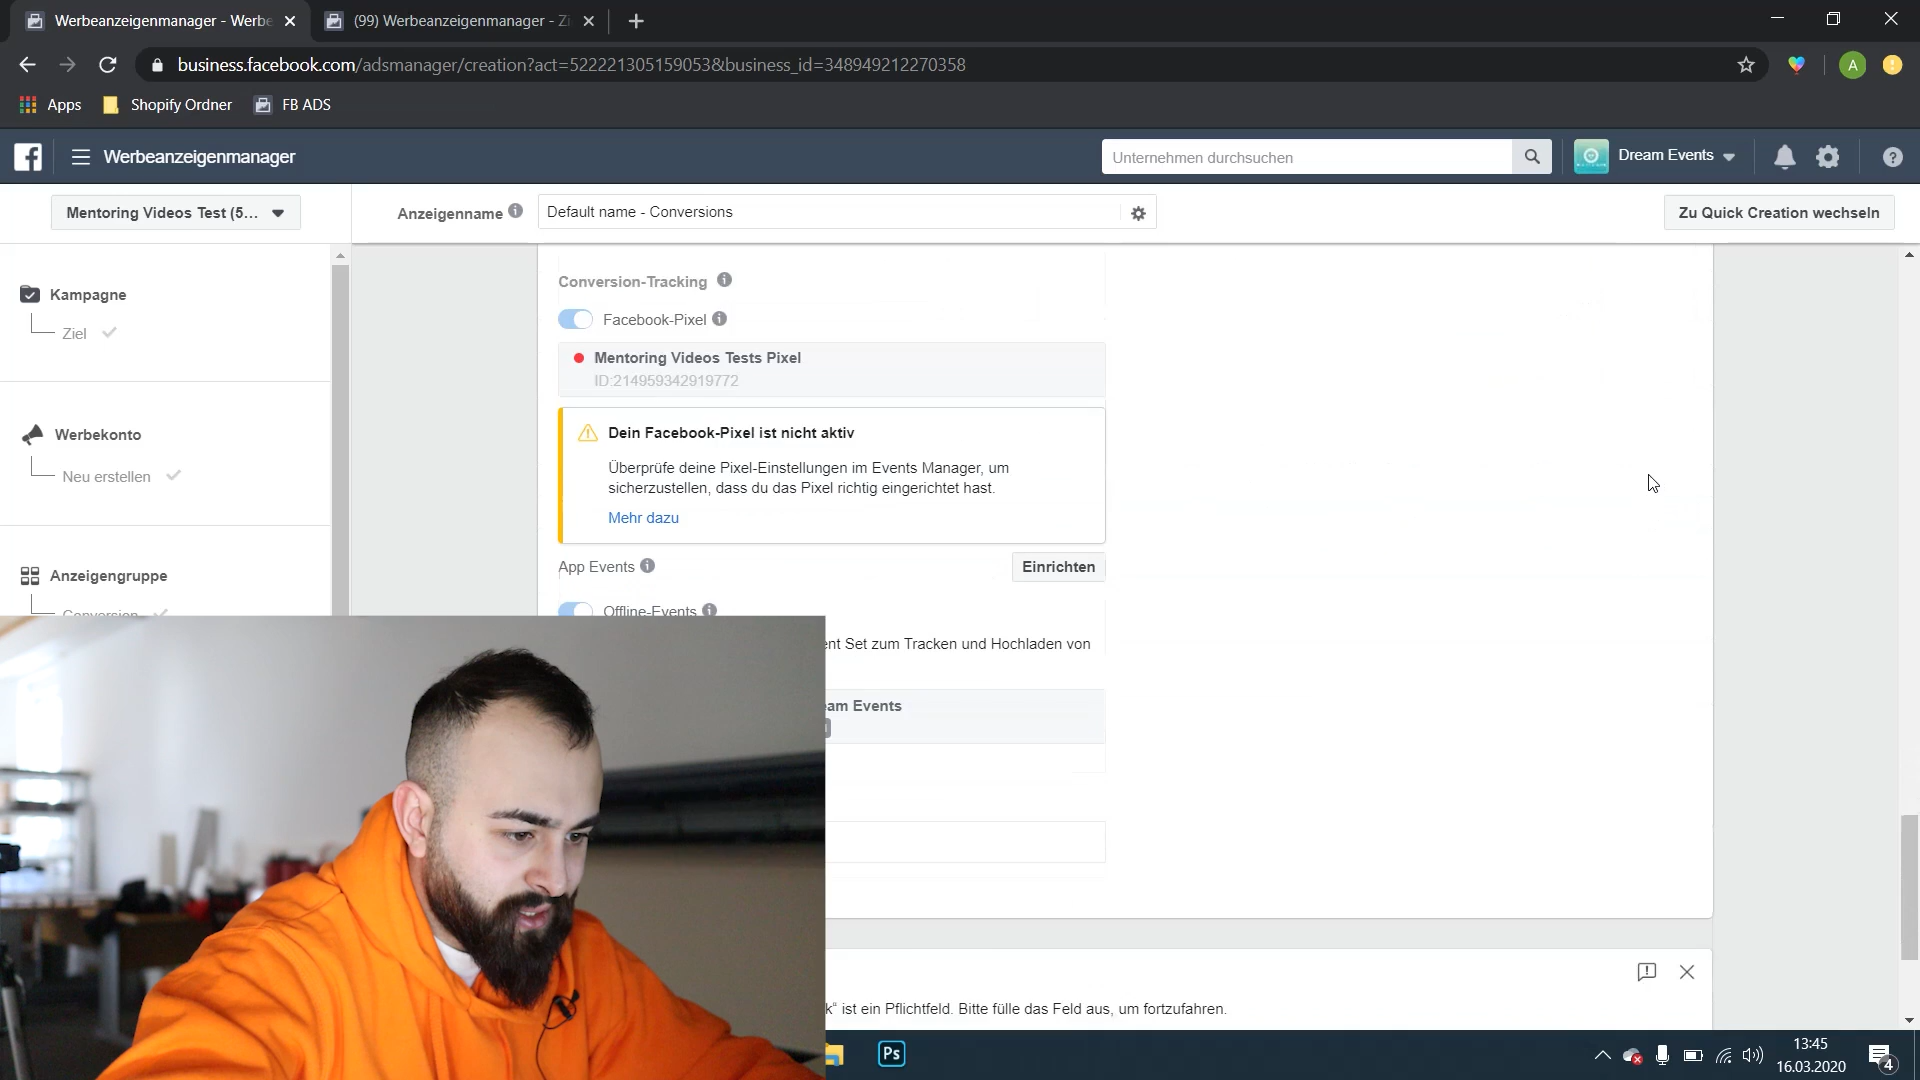 Werbeanzeigenmanager - Werbe
(99) Werbeanzeigenmanager - Zi
business.facebook.com/adsmanager/creation?act=522221305159053&business_id=348949212270358
A
Apps
Shopify Ordner
FB ADS
Werbeanzeigenmanager
Unternehmen durchsuchen
Dream Events
Mentoring Videos Test (5...
Anzeigenname
Default name - Conversions
Zu Quick Creation wechseln
Kampagne
Ziel
Werbekonto
Neu erstellen
Anzeigengruppe
Conversion
Conversion-Tracking
Facebook-Pixel
Mentoring Videos Tests Pixel
ID:214959342919772
Dein Facebook-Pixel ist nicht aktiv
Überprüfe deine Pixel-Einstellungen im Events Manager, um
sicherzustellen, dass du das Pixel richtig eingerichtet hast.
Mehr dazu
App Events
Einrichten
Offline-Events
ent Set zum Tracken und Hochladen von
eam Events
k" ist ein Pflichtfeld. Bitte fülle das Feld aus, um fortzufahren.
Ps
13:45
16.03.2020
4